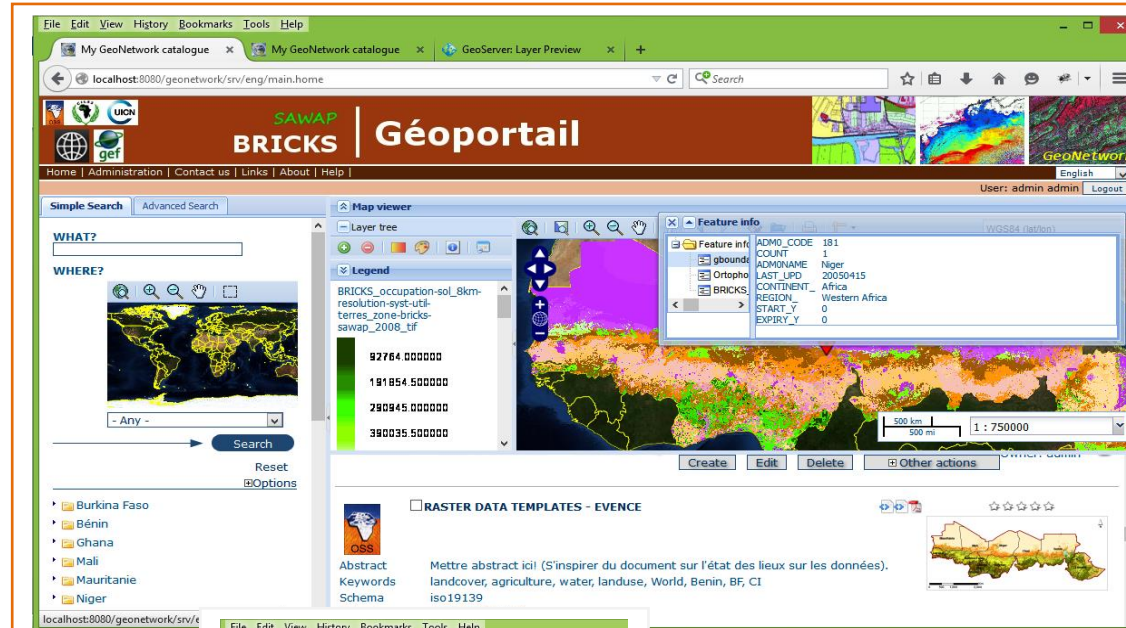 File Edit View History Bookmarks Tools Help
My GeoNetwork catalogue × My GeoNetwork catalogue × GeoServer: Layer Preview × +
localhost:8080/geonetwork/srv/eng/main.home
Search
OSS
CILSS
UICN
gef
SAWAP
BRICKS
Géoportail
GeoNetwork
Home | Administration | Contact us | Links | About | Help |
English
User: admin admin Logout
Simple Search Advanced Search
WHAT?
WHERE?
- Any -
Search
Reset
Options
Burkina Faso
Bénin
Ghana
Mali
Mauritanie
Niger
localhost:8080/geonetwork/srv/e
Map viewer
Layer tree
Legend
BRICKS_occupation-sol_8km-
resolution-syst-util-
terres_zone-bricks-
sawap_2008_tif
92764.000000
191854.500000
290945.000000
390035.500000
WGS84 (lat/lon)
Feature info
Feature info
gbounda
Ortopho
BRICKS_
ADM0_CODE 181
COUNT 1
ADM0NAME Niger
LAST_UPD 20050415
CONTINENT_ Africa
REGION_ Western Africa
START_Y 0
EXPIRY_Y 0
500 km
500 mi
1 : 750000
Create Edit Delete Other actions
Owner: admin
RASTER DATA TEMPLATES - EVENCE
OSS
Abstract Mettre abstract ici! (S'inspirer du document sur l'état des lieux sur les données).
Keywords landcover, agriculture, water, landuse, World, Benin, BF, CI
Schema iso19139
File Edit View History Bookmarks Tools Help